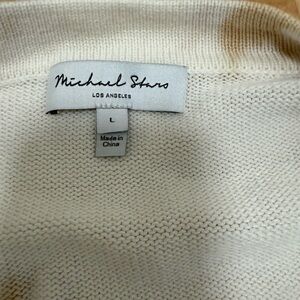 Michael Stars
LOS ANGELES
L
Made in
China